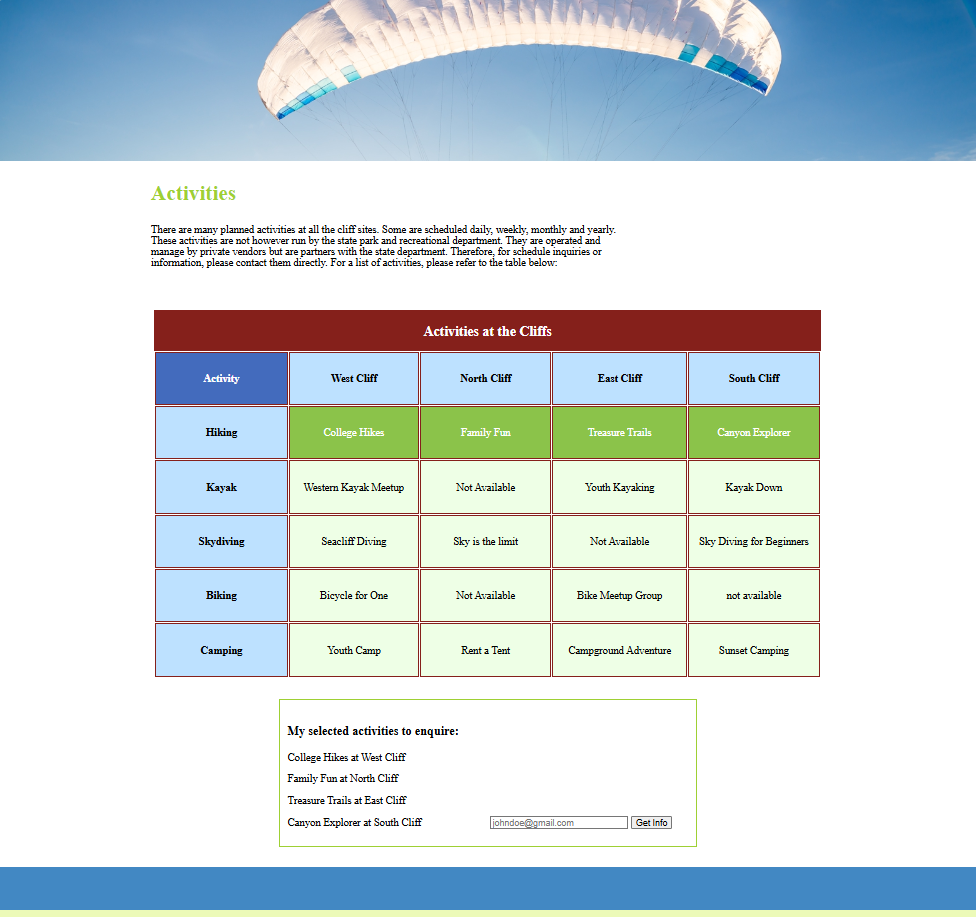 Activities
There are many planned activities at all the cliff sites. Some are scheduled daily, weekly, monthly and yearly.
These activities are not however run by the state park and recreational department. They are operated and
manage by private vendors but are partners with the state department. Therefore, for schedule inquiries or
information, please contact them directly. For a list of activities, please refer to the table below:
Activities at the Cliffs
Activity West Cliff North Cliff East Cliff South Cliff
Hiking College Hikes Family Fun Treasure Trails Canyon Explorer
Kayak Western Kayak Meetup Not Available Youth Kayaking Kayak Down
Skydiving Seacliff Diving Sky is the limit Not Available Sky Diving for Beginners
Biking Bicycle for One Not Available Bike Meetup Group not available
Camping Youth Camp Rent a Tent Campground Adventure Sunset Camping
My selected activities to enquire:
College Hikes at West Cliff
Family Fun at North Cliff
Treasure Trails at East Cliff
Canyon Explorer at South Cliff johndoe@gmail.com Get Info